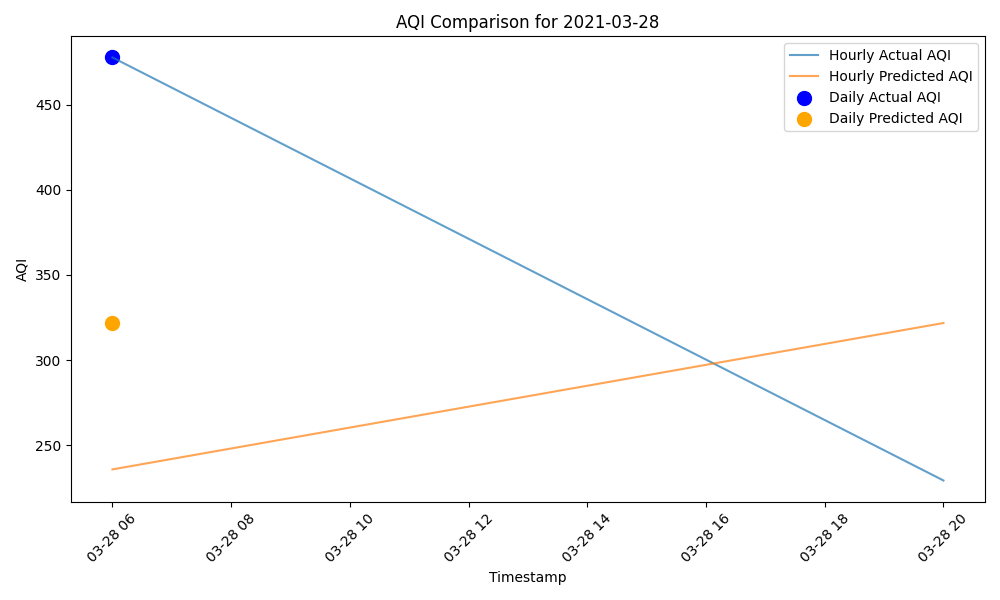 AQI Comparison for 2021-03-28
Hourly Actual AQI
Hourly Predicted AQI
Daily Actual AQI
Daily Predicted AQI
AQI
450
400
350
300
250
03-28 06
03-28 08
03-28 10
03-28 12
03-28 14
03-28 16
03-28 18
03-28 20
Timestamp